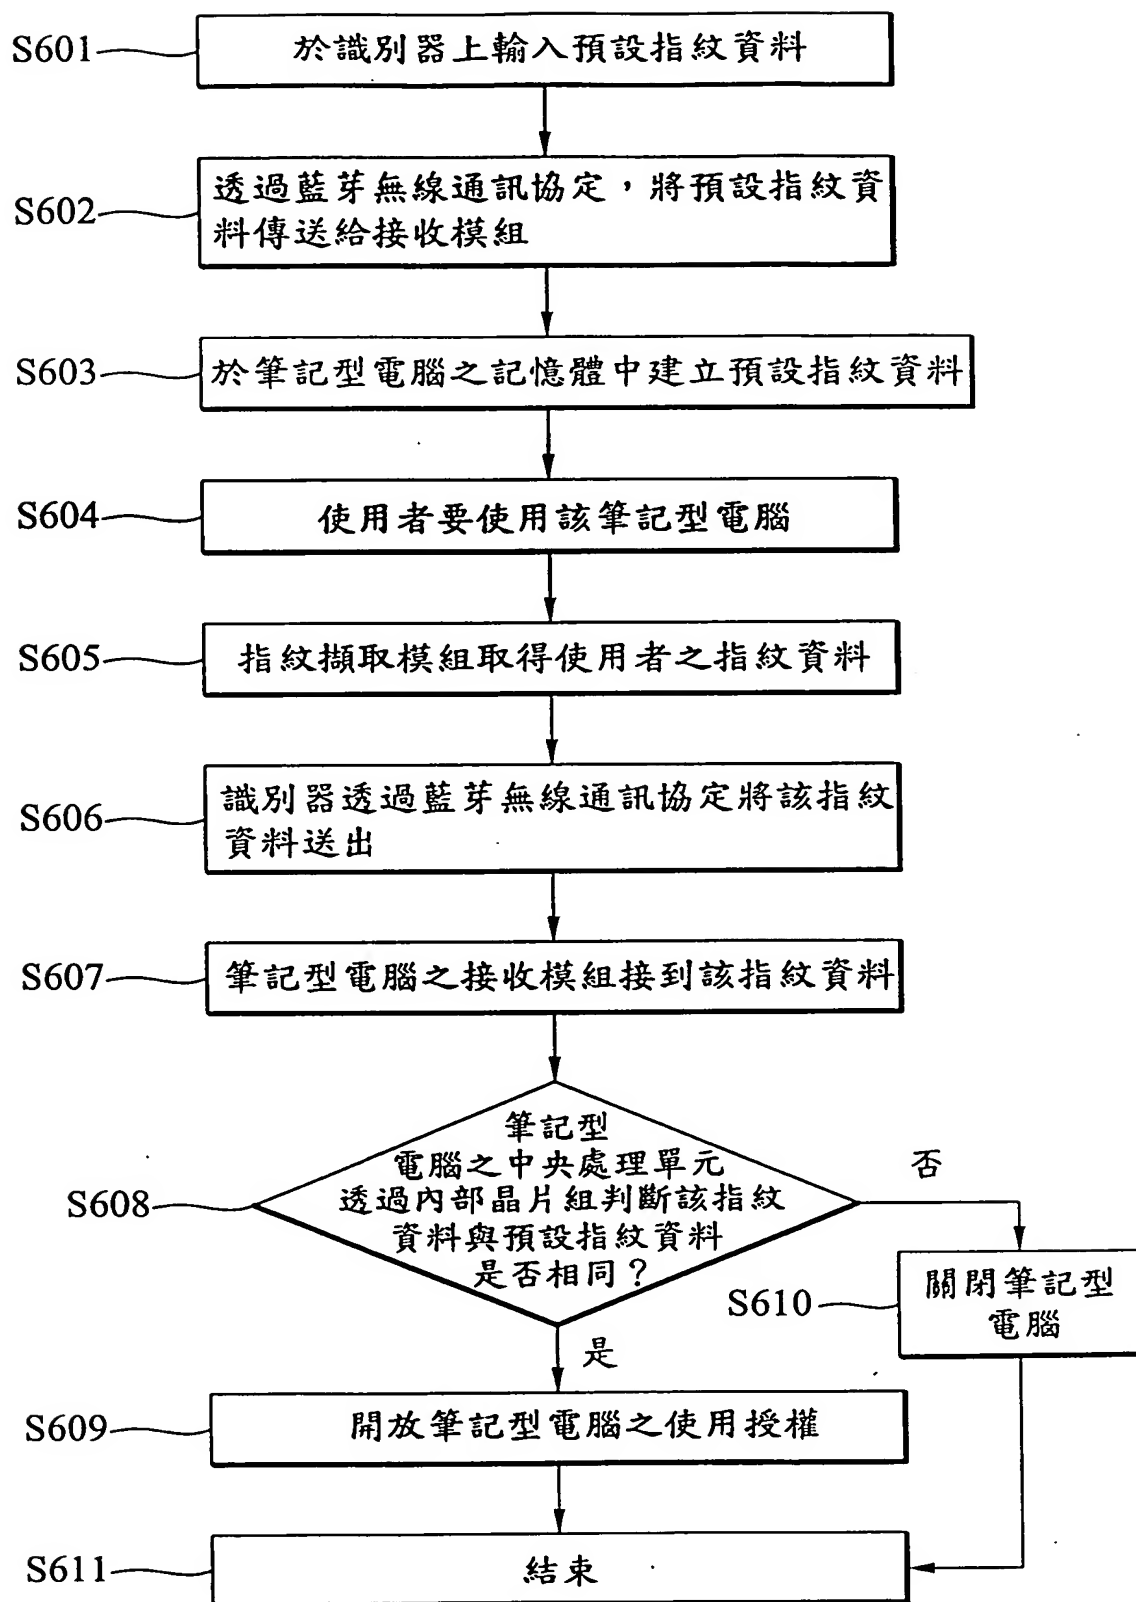 S601
於識別器上輸入預設指紋資料
S602
透過藍芽無線通訊協定，將預設指紋資
料傳送給接收模組
S603
於筆記型電腦之記憶體中建立預設指紋資料
S604
使用者要使用該筆記型電腦
S605
指紋擷取模組取得使用者之指紋資料
S606
識別器透過藍芽無線通訊協定將該指紋
資料送出
S607
筆記型電腦之接收模組接到該指紋資料
S608
筆記型
電腦之中央處理單元
透過內部晶片組判斷該指紋
資料與預設指紋資料
是否相同？
否
S610
關閉筆記型
電腦
是
S609
開放筆記型電腦之使用授權
S611
結束